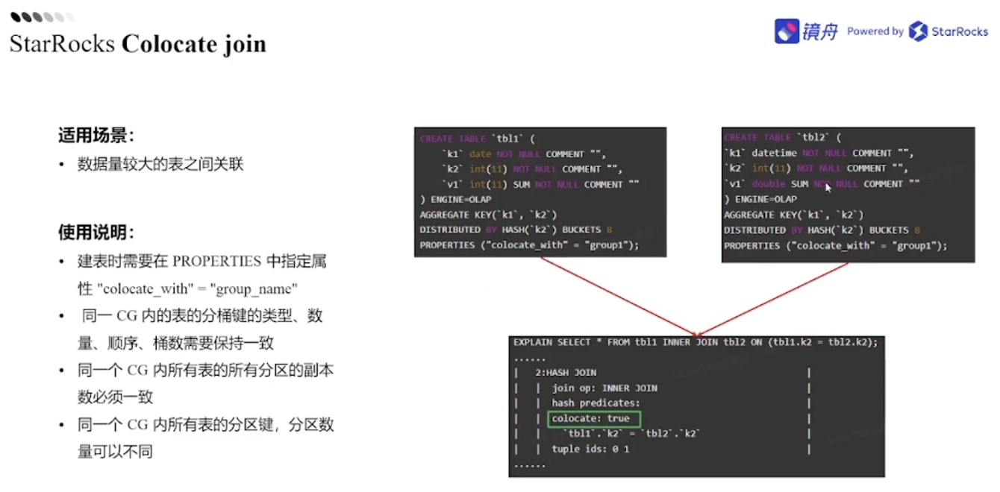 StarRocks Colocate join
镜舟 Powered by StarRocks
适用场景：
• 数据量较大的表之间关联
使用说明：
• 建表时需要在 PROPERTIES 中指定属
性 "colocate_with" = "group_name"
• 同一 CG 内的表的分桶键的类型、数
量、顺序、桶数需要保持一致
• 同一个 CG 内所有表的所有分区的副本
数必须一致
• 同一个 CG 内所有表的分区键，分区数
量可以不同
CREATE TABLE `tbl1` (
`k1` date NOT NULL COMMENT "",
`k2` int(11) NOT NULL COMMENT "",
`v1` int(11) SUM NOT NULL COMMENT ""
) ENGINE=OLAP
AGGREGATE KEY(`k1`, `k2`)
DISTRIBUTED BY HASH(`k2`) BUCKETS 8
PROPERTIES ("colocate_with" = "group1");
CREATE TABLE `tbl2` (
`k1` datetime NOT NULL COMMENT "",
`k2` int(11) NOT NULL COMMENT "",
`v1` double SUM NOT NULL COMMENT ""
) ENGINE=OLAP
AGGREGATE KEY(`k1`, `k2`)
DISTRIBUTED BY HASH(`k2`) BUCKETS 8
PROPERTIES ("colocate_with" = "group1");
EXPLAIN SELECT * FROM tbl1 INNER JOIN tbl2 ON (tbl1.k2 = tbl2.k2);
......
| 2:HASH JOIN |
| | join op: INNER JOIN |
| | hash predicates: |
| | colocate: true |
| | `tbl1`.`k2` = `tbl2`.`k2` |
| | tuple ids: 0 1 |
......